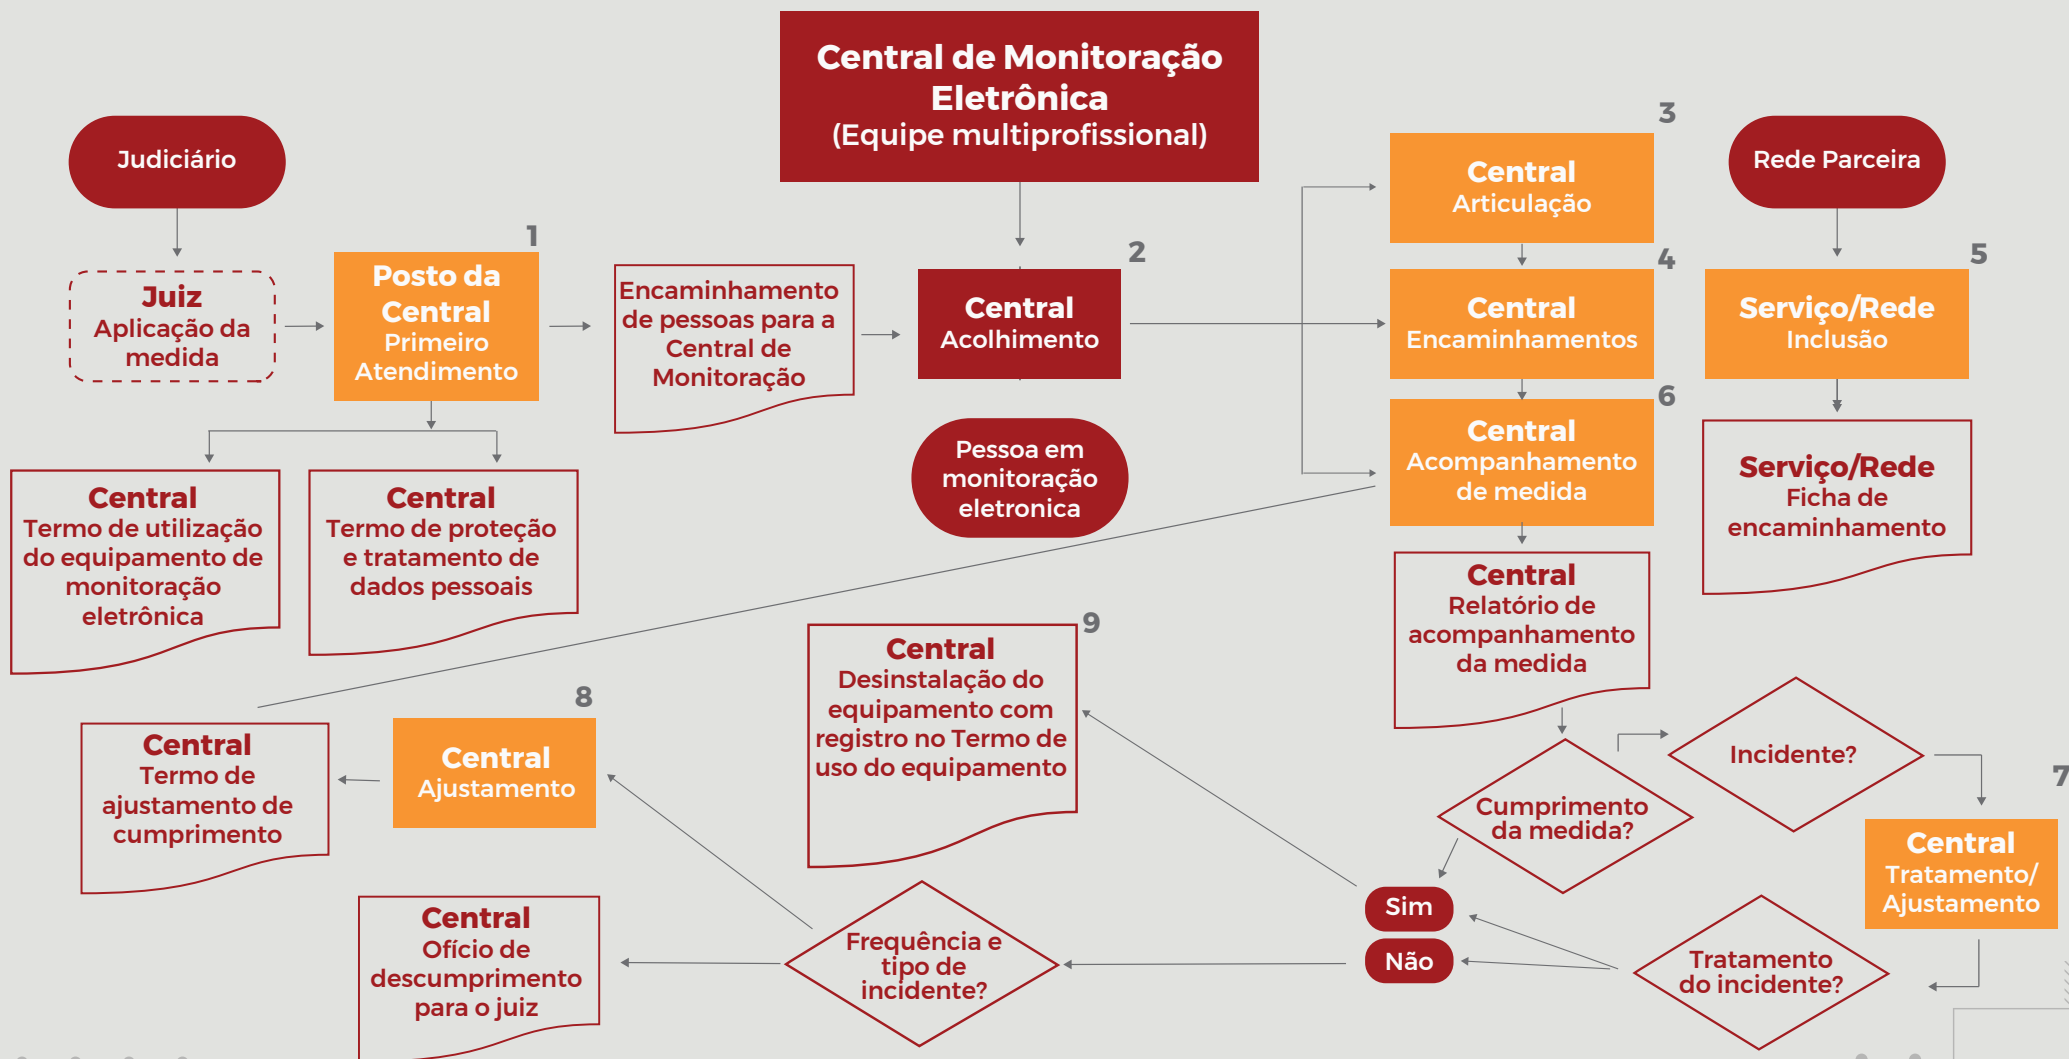 Central de Monitoração
Eletrônica
(Equipe multiprofissional)
Judiciário
Juiz
Aplicação da
medida
1
Posto da
Central
Primeiro
Atendimento
Encaminhamento
de pessoas para a
Central de
Monitoração
2
Central
Acolhimento
Pessoa em
monitoração
eletronica
3
Central
Articulação
4
Central
Encaminhamentos
6
Central
Acompanhamento
de medida
Rede Parceira
5
Serviço/Rede
Inclusão
Serviço/Rede
Ficha de
encaminhamento
Central
Termo de utilização
do equipamento de
monitoração
eletrônica
Central
Termo de proteção
e tratamento de
dados pessoais
Central
Relatório de
acompanhamento
da medida
Cumprimento
da medida?
Incidente?
7
Central
Tratamento/
Ajustamento
Tratamento
do incidente?
Sim
Não
9
Central
Desinstalação do
equipamento com
registro no Termo de
uso do equipamento
Frequência e
tipo de
incidente?
8
Central
Ajustamento
Central
Termo de
ajustamento de
cumprimento
Central
Ofício de
descumprimento
para o juiz